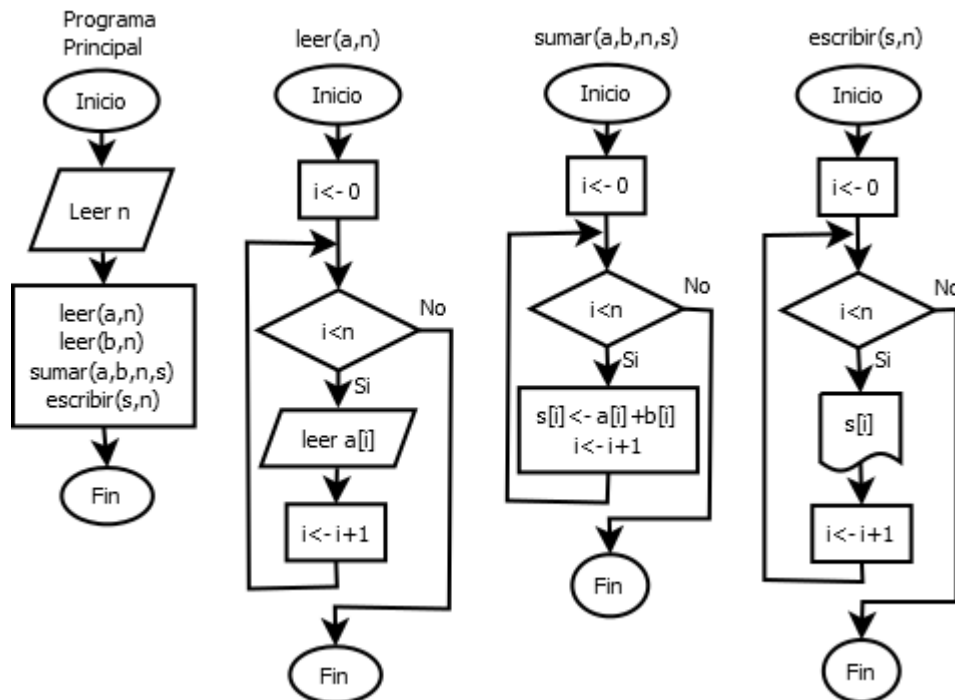 Programa
Principal
Inicio
Leer n
leer(a,n)
leer(b,n)
sumar(a,b,n,s)
escribir(s,n)
Fin
leer(a,n)
Inicio
i<- 0
i<n
No
Si
leer a[i]
i<-i+1
Fin
sumar(a,b,n,s)
Inicio
i<- 0
i<n
No
Si
s[i]<-a[i]+b[i]
i<-i+1
Fin
escribir(s,n)
Inicio
i<- 0
i<n
No
Si
s[i]
i<-i+1
Fin